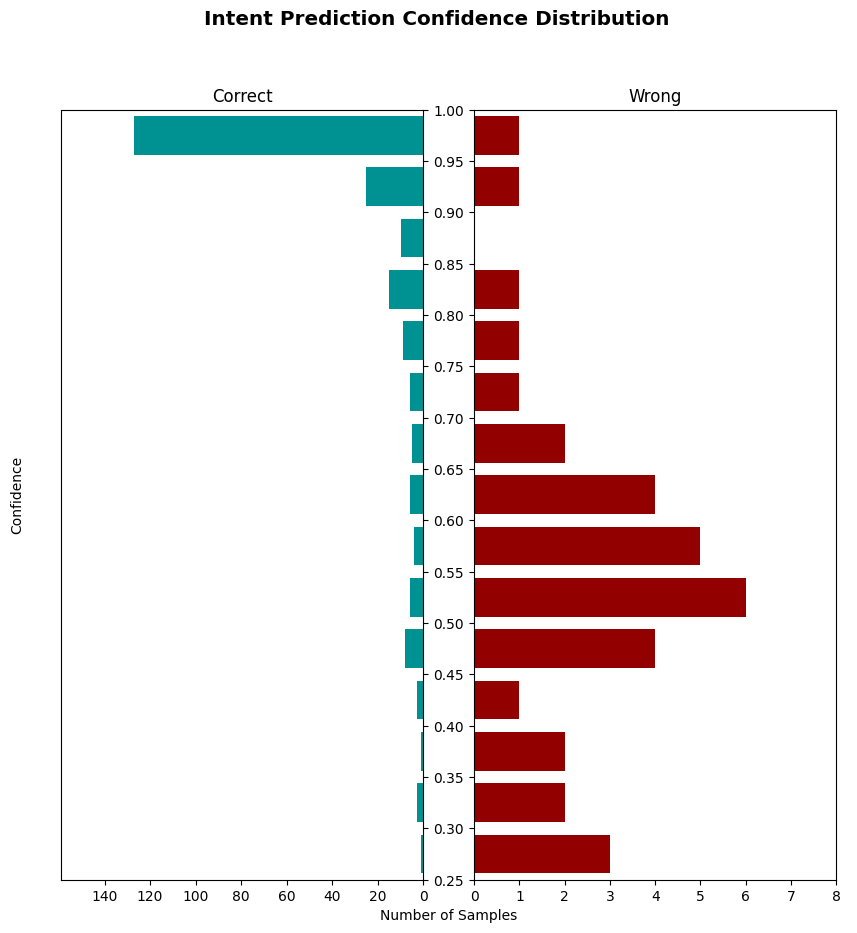 Intent Prediction Confidence Distribution
Correct
Wrong
1.00
0.95
0.90
0.85
0.80
0.75
0.70
0.65
0.60
0.55
0.50
0.45
0.40
0.35
0.30
0.25
Confidence
140 120 100 80 60 40 20 0
0 1 2 3 4 5 6 7 8
Number of Samples